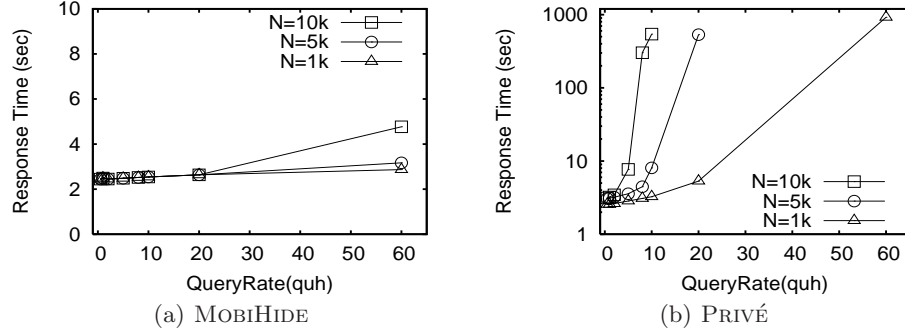 Response Time (sec)
10
8
6
4
2
0
N=10k
N=5k
N=1k
0 10 20 30 40 50 60
QueryRate(quh)
(a) MOBIHIDE
Response Time (sec)
1000
100
10
1
N=10k
N=5k
N=1k
0 10 20 30 40 50 60
QueryRate(quh)
(b) PRIVÉ